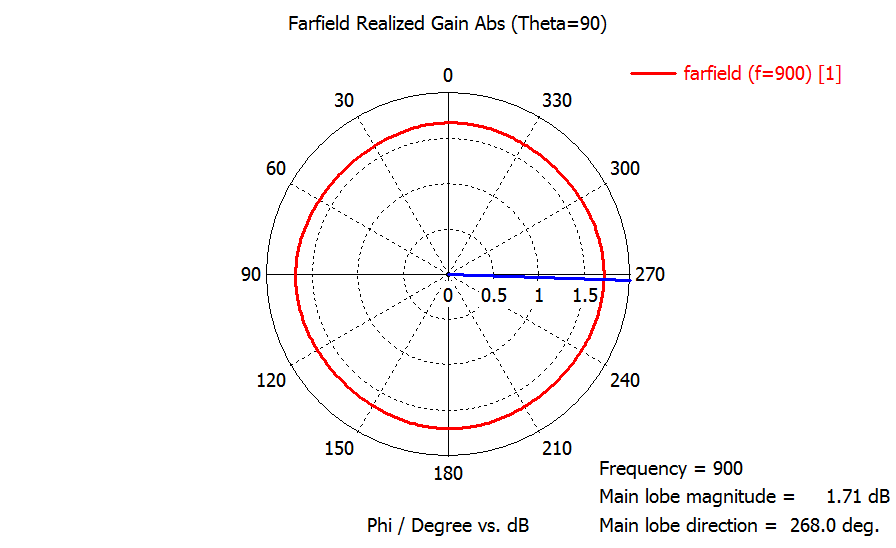 Farfield Realized Gain Abs (Theta=90)
farfield (f=900) [1]
0
30
330
60
300
90
270
0
0.5
1
1.5
120
240
150
210
180
Frequency = 900
Main lobe magnitude = 1.71 dB
Phi / Degree vs. dB
Main lobe direction = 268.0 deg.